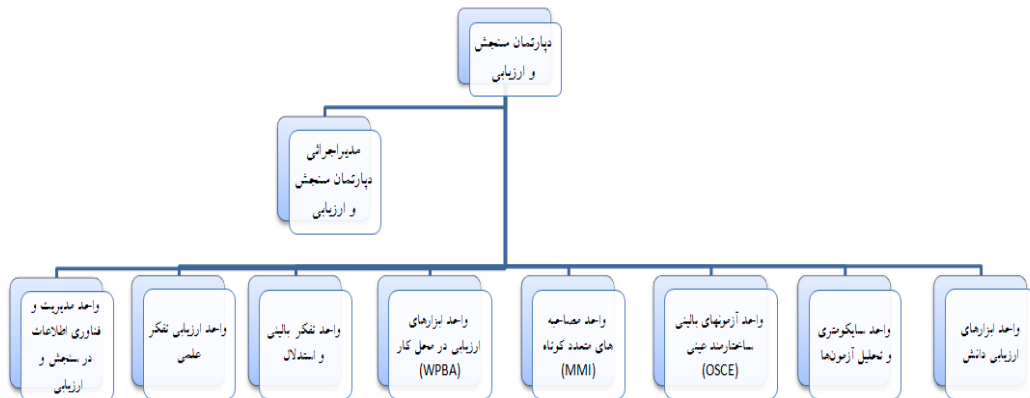 دپارتمان سنجش
و ارزیابی
مدیراجرائی
دپارتمان سنجش
و ارزیابی
واحد ابزارهای
ارزیابی دانش
واحد سایکومتری
و تحلیل آزمون‌ها
واحد آزمونهای بالینی
ساختارمند عینی
(OSCE)
واحد مصاحبه
های متعدد کوتاه
(MMI)
واحد ابزارهای
ارزیابی در محل کار
(WPBA)
واحد تفکر بالینی
و استدلال
واحد ارزیابی تفکر
علمی
واحد مدیریت و
فناوری اطلاعات
در سنجش و
ارزیابی